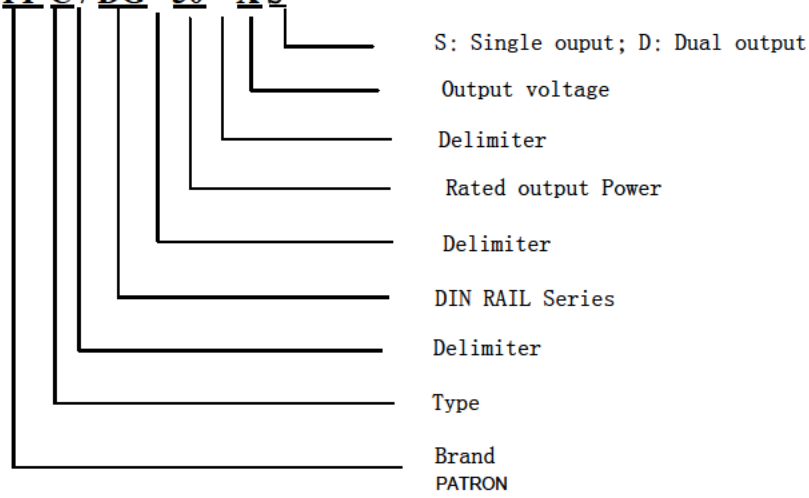 S: Single ouput; D: Dual output
Output voltage
Delimiter
Rated output Power
Delimiter
DIN RAIL Series
Delimiter
Type
Brand
PATRON